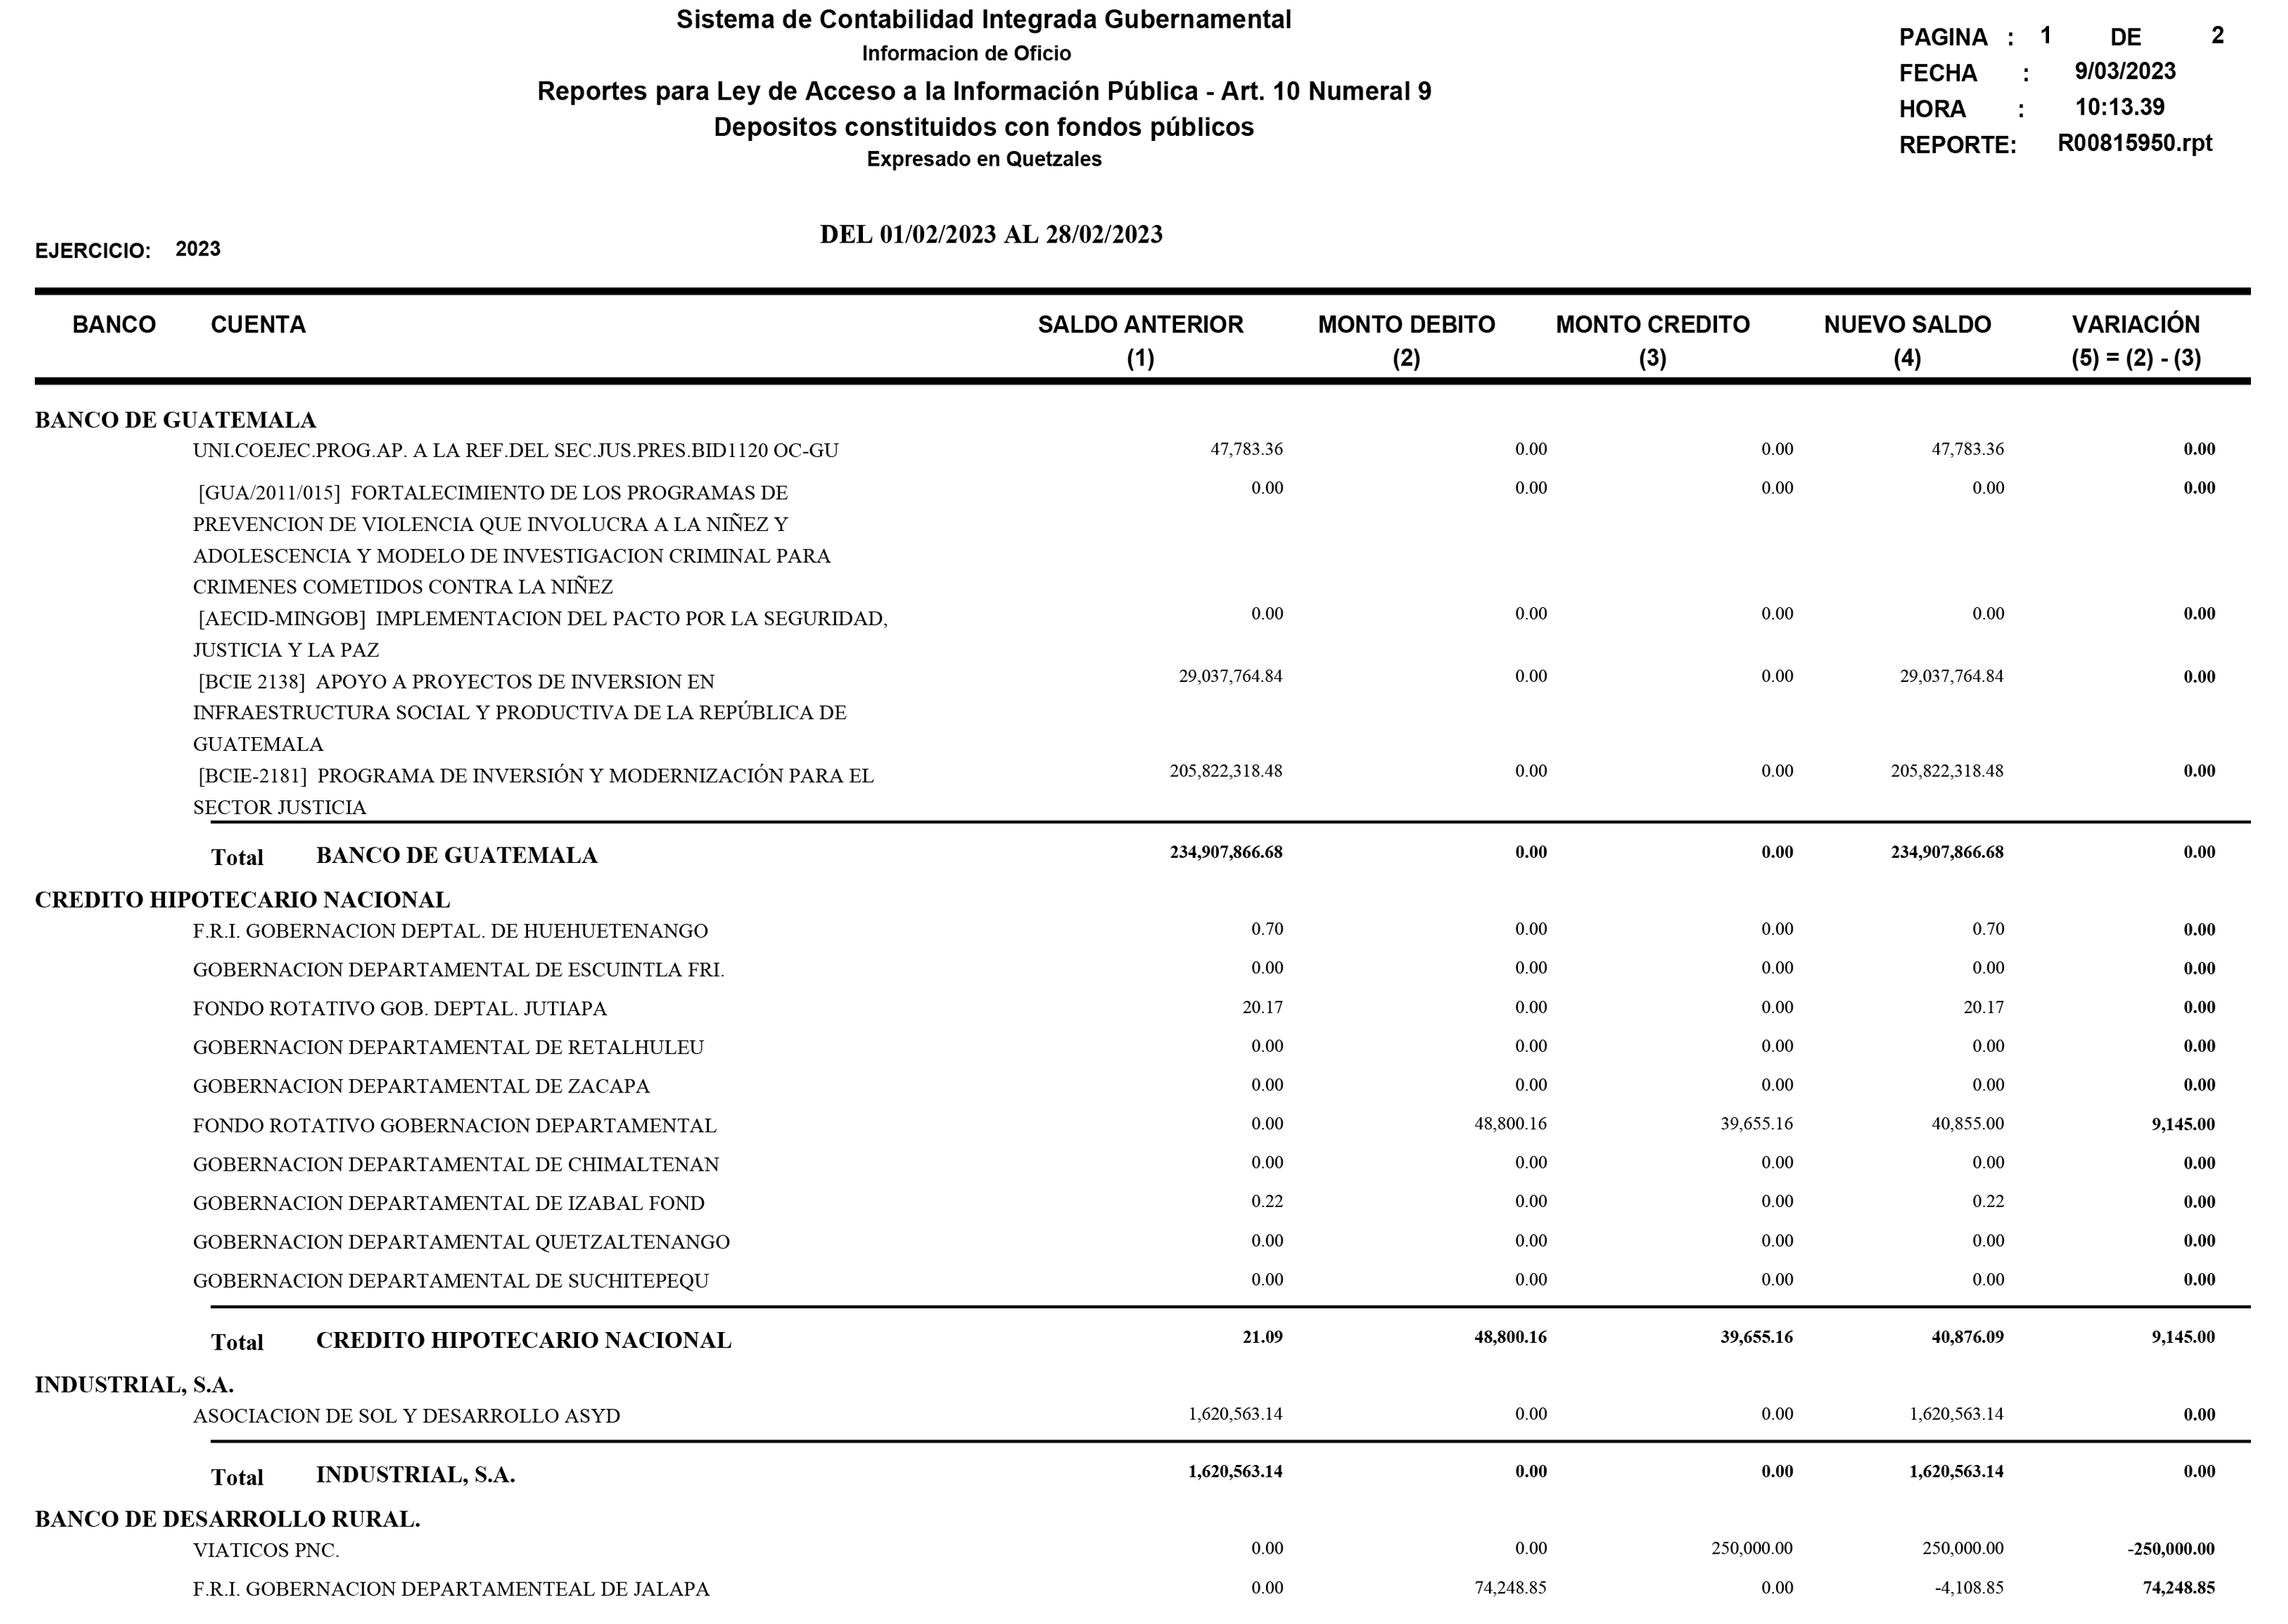 Sistema de Contabilidad Integrada Gubernamental
Informacion de Oficio
Reportes para Ley de Acceso a la Información Pública - Art. 10 Numeral 9
Depositos constituidos con fondos públicos
Expresado en Quetzales
PAGINA : 1 DE 2
FECHA : 9/03/2023
HORA : 10:13.39
REPORTE: R00815950.rpt
DEL 01/02/2023 AL 28/02/2023
EJERCICIO: 2023
BANCO CUENTA SALDO ANTERIOR MONTO DEBITO MONTO CREDITO NUEVO SALDO VARIACIÓN
(1) (2) (3) (4) (5) = (2) - (3)
BANCO DE GUATEMALA
UNI.COEJEC.PROG.AP. A LA REF.DEL SEC.JUS.PRES.BID1120 OC-GU 47,783.36 0.00 0.00 47,783.36 0.00
[GUA/2011/015] FORTALECIMIENTO DE LOS PROGRAMAS DE 0.00 0.00 0.00 0.00 0.00
PREVENCION DE VIOLENCIA QUE INVOLUCRA A LA NIÑEZ Y
ADOLESCENCIA Y MODELO DE INVESTIGACION CRIMINAL PARA
CRIMENES COMETIDOS CONTRA LA NIÑEZ
[AECID-MINGOB] IMPLEMENTACION DEL PACTO POR LA SEGURIDAD, 0.00 0.00 0.00 0.00 0.00
JUSTICIA Y LA PAZ
[BCIE 2138] APOYO A PROYECTOS DE INVERSION EN 29,037,764.84 0.00 0.00 29,037,764.84 0.00
INFRAESTRUCTURA SOCIAL Y PRODUCTIVA DE LA REPÚBLICA DE
GUATEMALA
[BCIE-2181] PROGRAMA DE INVERSIÓN Y MODERNIZACIÓN PARA EL 205,822,318.48 0.00 0.00 205,822,318.48 0.00
SECTOR JUSTICIA
Total BANCO DE GUATEMALA 234,907,866.68 0.00 0.00 234,907,866.68 0.00
CREDITO HIPOTECARIO NACIONAL
F.R.I. GOBERNACION DEPTAL. DE HUEHUETENANGO 0.70 0.00 0.00 0.70 0.00
GOBERNACION DEPARTAMENTAL DE ESCUINTLA FRI. 0.00 0.00 0.00 0.00 0.00
FONDO ROTATIVO GOB. DEPTAL. JUTIAPA 20.17 0.00 0.00 20.17 0.00
GOBERNACION DEPARTAMENTAL DE RETALHULEU 0.00 0.00 0.00 0.00 0.00
GOBERNACION DEPARTAMENTAL DE ZACAPA 0.00 0.00 0.00 0.00 0.00
FONDO ROTATIVO GOBERNACION DEPARTAMENTAL 0.00 48,800.16 39,655.16 40,855.00 9,145.00
GOBERNACION DEPARTAMENTAL DE CHIMALTENAN 0.00 0.00 0.00 0.00 0.00
GOBERNACION DEPARTAMENTAL DE IZABAL FOND 0.22 0.00 0.00 0.22 0.00
GOBERNACION DEPARTAMENTAL QUETZALTENANGO 0.00 0.00 0.00 0.00 0.00
GOBERNACION DEPARTAMENTAL DE SUCHITEPEQU 0.00 0.00 0.00 0.00 0.00
Total CREDITO HIPOTECARIO NACIONAL 21.09 48,800.16 39,655.16 40,876.09 9,145.00
INDUSTRIAL, S.A.
ASOCIACION DE SOL Y DESARROLLO ASYD 1,620,563.14 0.00 0.00 1,620,563.14 0.00
Total INDUSTRIAL, S.A. 1,620,563.14 0.00 0.00 1,620,563.14 0.00
BANCO DE DESARROLLO RURAL.
VIATICOS PNC. 0.00 0.00 250,000.00 250,000.00 -250,000.00
F.R.I. GOBERNACION DEPARTAMENTEAL DE JALAPA 0.00 74,248.85 0.00 -4,108.85 74,248.85